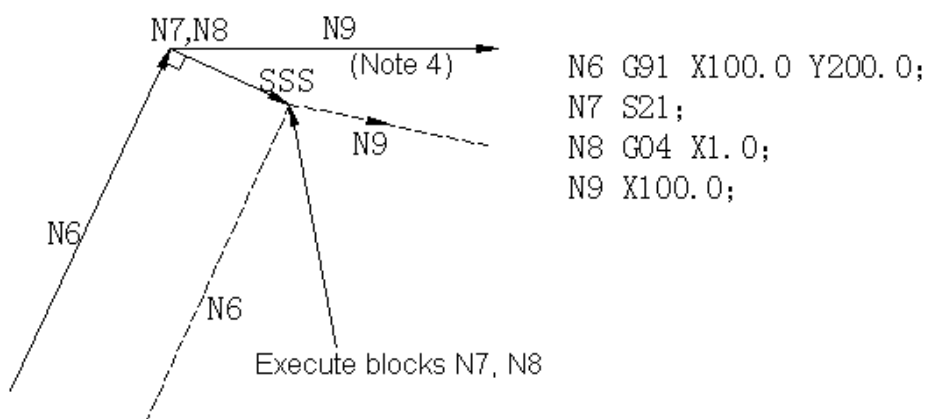 N7,N8
N9
(Note 4)
SSS
N9
N6
N6
Execute blocks N7, N8
N6 G91 X100.0 Y200.0;
N7 S21;
N8 G04 X1.0;
N9 X100.0;